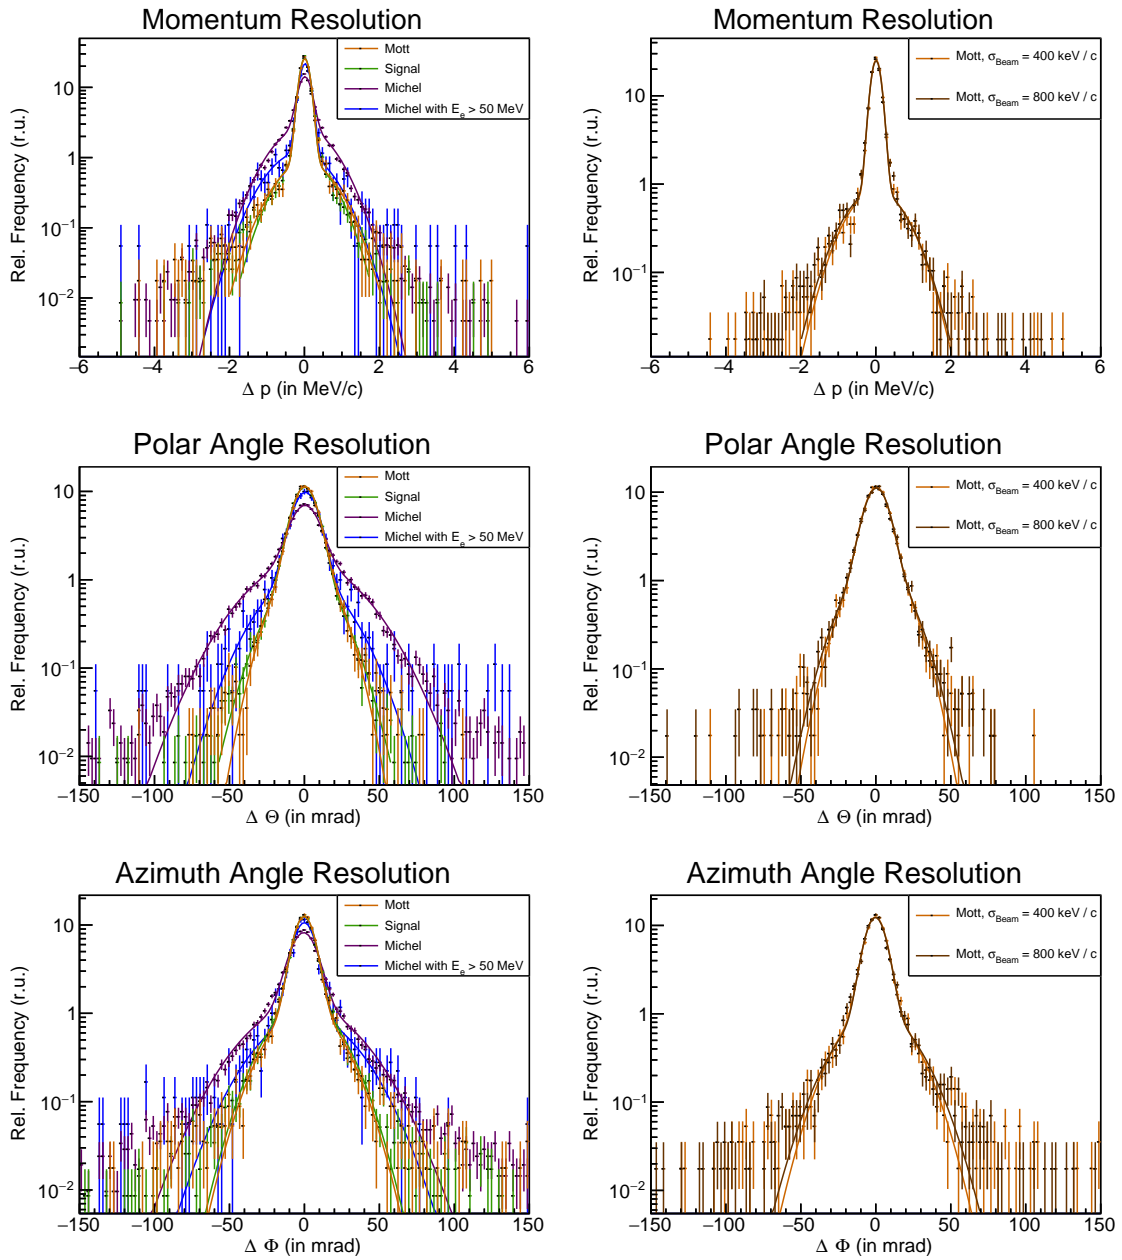 Momentum Resolution
Rel. Frequency (r.u.)
Mott
Signal
Michel
Michel with E_e > 50 MeV
10
1
10⁻¹
10⁻²
−6 −4 −2 0 2 4 6
Δ p (in MeV/c)
Momentum Resolution
Rel. Frequency (r.u.)
Mott, σ_Beam = 400 keV / c
Mott, σ_Beam = 800 keV / c
10
1
10⁻¹
−6 −4 −2 0 2 4 6
Δ p (in MeV/c)
Polar Angle Resolution
Rel. Frequency (r.u.)
Mott
Signal
Michel
Michel with E_e > 50 MeV
10
1
10⁻¹
10⁻²
−150 −100 −50 0 50 100 150
Δ Θ (in mrad)
Polar Angle Resolution
Rel. Frequency (r.u.)
Mott, σ_Beam = 400 keV / c
Mott, σ_Beam = 800 keV / c
10
1
10⁻¹
10⁻²
−150 −100 −50 0 50 100 150
Δ Θ (in mrad)
Azimuth Angle Resolution
Rel. Frequency (r.u.)
Mott
Signal
Michel
Michel with E_e > 50 MeV
10
1
10⁻¹
10⁻²
−150 −100 −50 0 50 100 150
Δ Φ (in mrad)
Azimuth Angle Resolution
Rel. Frequency (r.u.)
Mott, σ_Beam = 400 keV / c
Mott, σ_Beam = 800 keV / c
10
1
10⁻¹
10⁻²
−150 −100 −50 0 50 100 150
Δ Φ (in mrad)